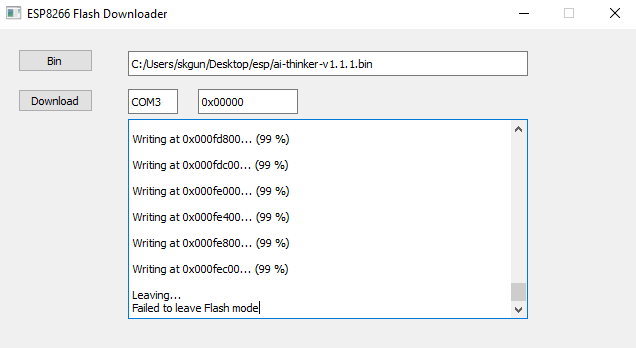 ESP8266 Flash Downloader
Bin
C:/Users/skgun/Desktop/esp/ai-thinker-v1.1.1.bin
Download
COM3
0x00000
Writing at 0x000fd800... (99 %)
Writing at 0x000fdc00... (99 %)
Writing at 0x000fe000... (99 %)
Writing at 0x000fe400... (99 %)
Writing at 0x000fe800... (99 %)
Writing at 0x000fec00... (99 %)
Leaving...
Failed to leave Flash mode